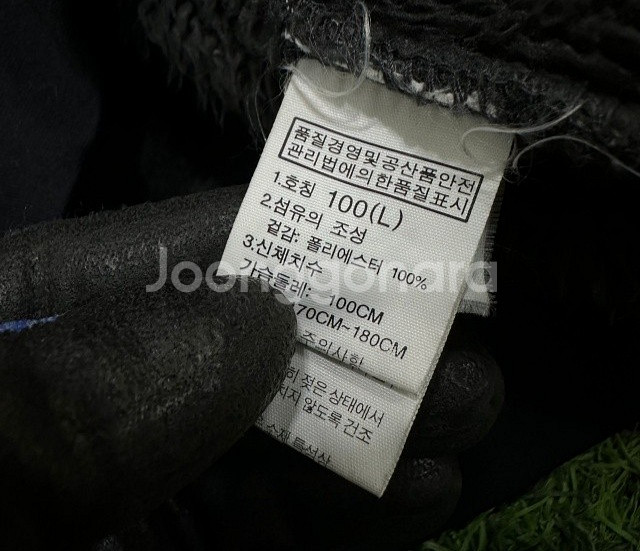 품질경영및공산품안전
관리법에의한품질표시
1.호칭 100(L)
2.섬유의 조성
겉감: 폴리에스터 100%
3.신체치수
가슴둘레: 100CM
70CM~180CM
주의사항
젖은 상태에서
않도록 건조
Joonggonara